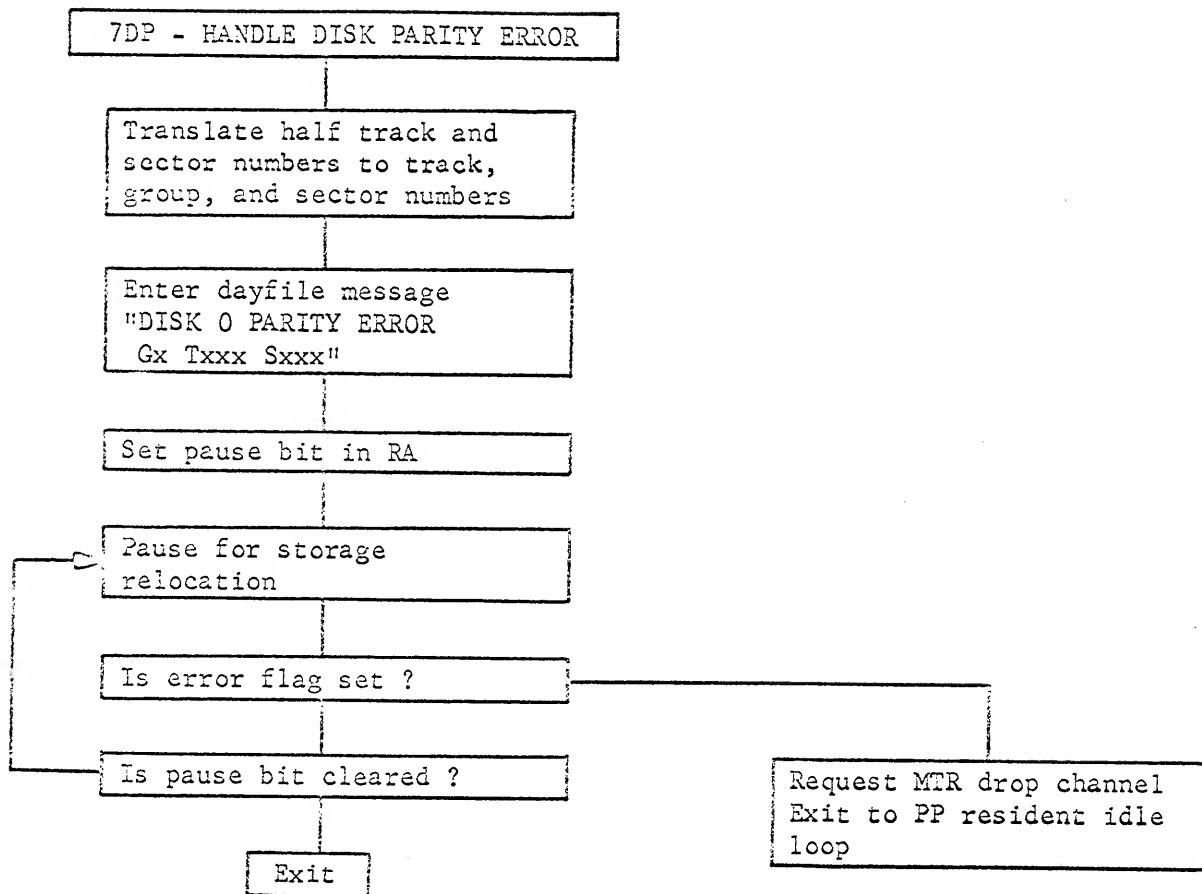 7DP - HANDLE DISK PARITY ERROR
Translate half track and
sector numbers to track,
group, and sector numbers
Enter dayfile message
"DISK 0 PARITY ERROR
Gx Txxx Sxxx"
Set pause bit in RA
Pause for storage
relocation
Is error flag set ?
Is pause bit cleared ?
Request MTR drop channel
Exit to PP resident idle
loop
Exit